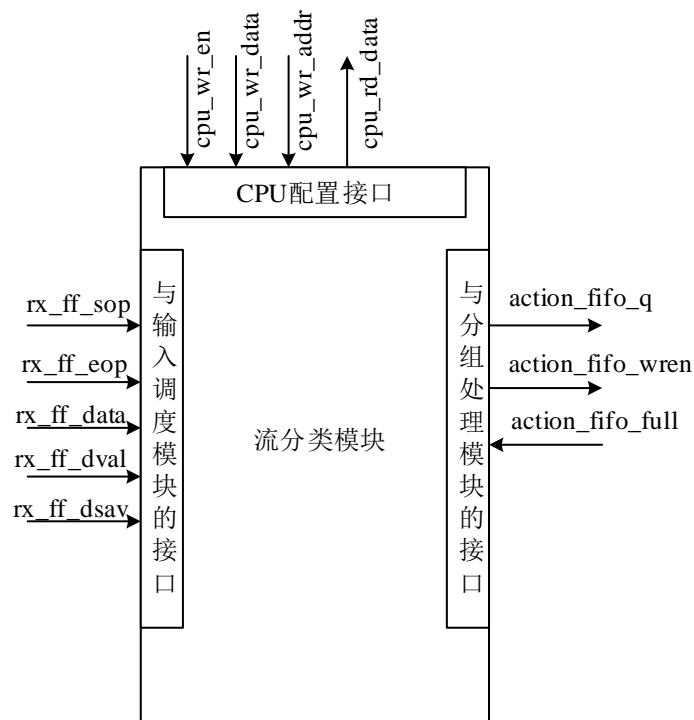 cpu_wr_en
cpu_wr_data
cpu_wr_addr
cpu_rd_data
CPU配置接口
rx_ff_sop
rx_ff_eop
rx_ff_data
rx_ff_dval
rx_ff_dsav
与输入调度模块的接口
流分类模块
与分组处理模块的接口
action_fifo_q
action_fifo_wren
action_fifo_full